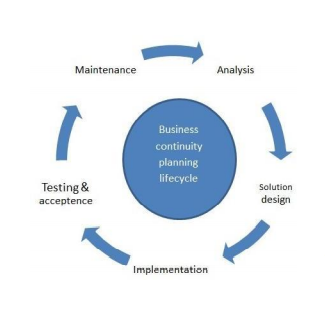 Maintenance
Analysis
Business
continuity
planning
lifecycle
Testing &
acceptence
Solution
design
Implementation